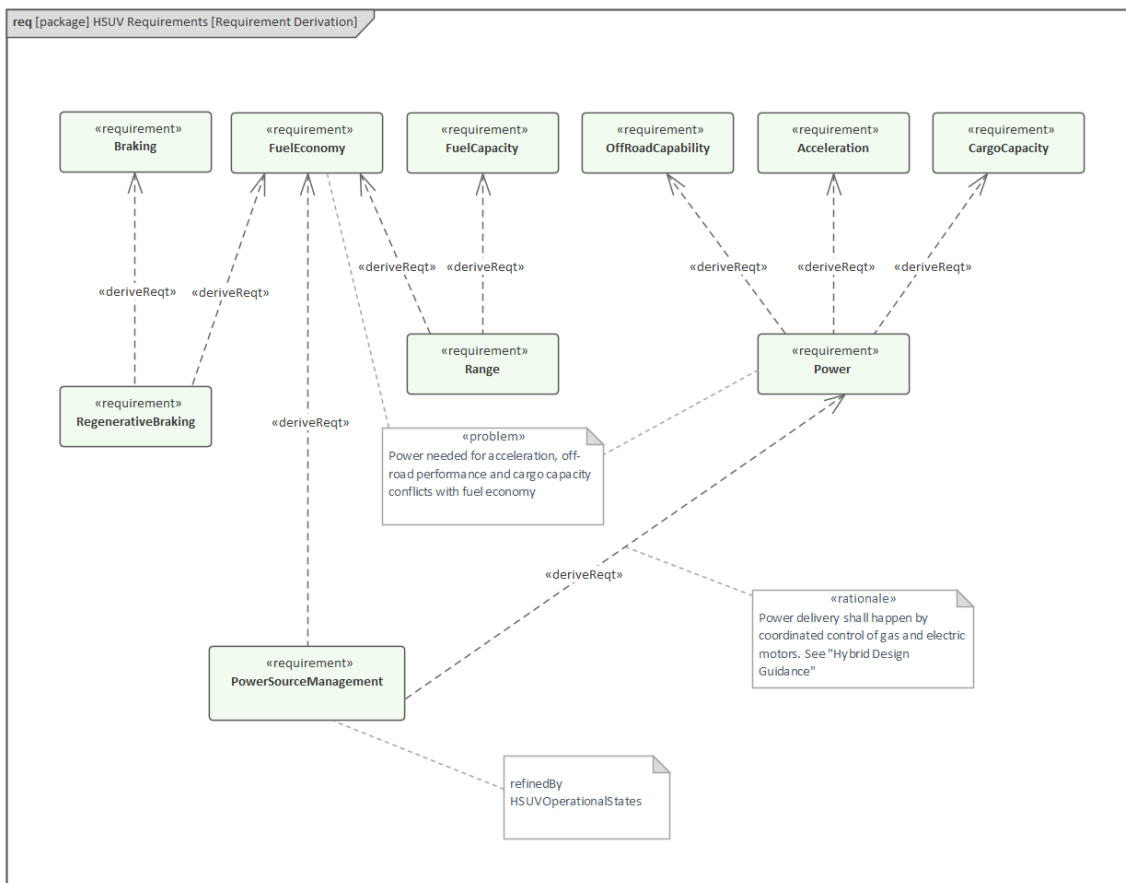 req [package] HSUV Requirements [Requirement Derivation]
«requirement»
Braking
«requirement»
FuelEconomy
«requirement»
FuelCapacity
«requirement»
OffRoadCapability
«requirement»
Acceleration
«requirement»
CargoCapacity
«deriveReqt»
«deriveReqt»
«deriveReqt»
«deriveReqt»
«deriveReqt»
«deriveReqt»
«deriveReqt»
«requirement»
Range
«requirement»
Power
«requirement»
RegenerativeBraking
«deriveReqt»
«problem»
Power needed for acceleration, off-
road performance and cargo capacity
conflicts with fuel economy
«deriveReqt»
«rationale»
Power delivery shall happen by
coordinated control of gas and electric
motors. See "Hybrid Design
Guidance"
«requirement»
PowerSourceManagement
refinedBy
HSUVOperationalStates